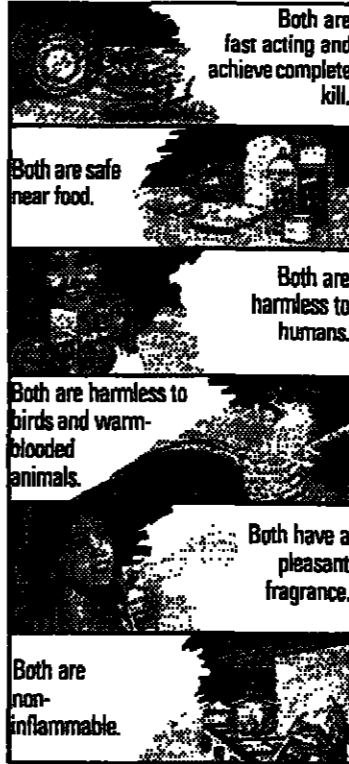 Both are
fast acting and
achieve complete
kill.
Both are safe
near food.
Both are
harmless to
humans.
Both are harmless to
birds and warm-
blooded
animals.
Both have a
pleasant
fragrance.
Both are
non-
inflammable.